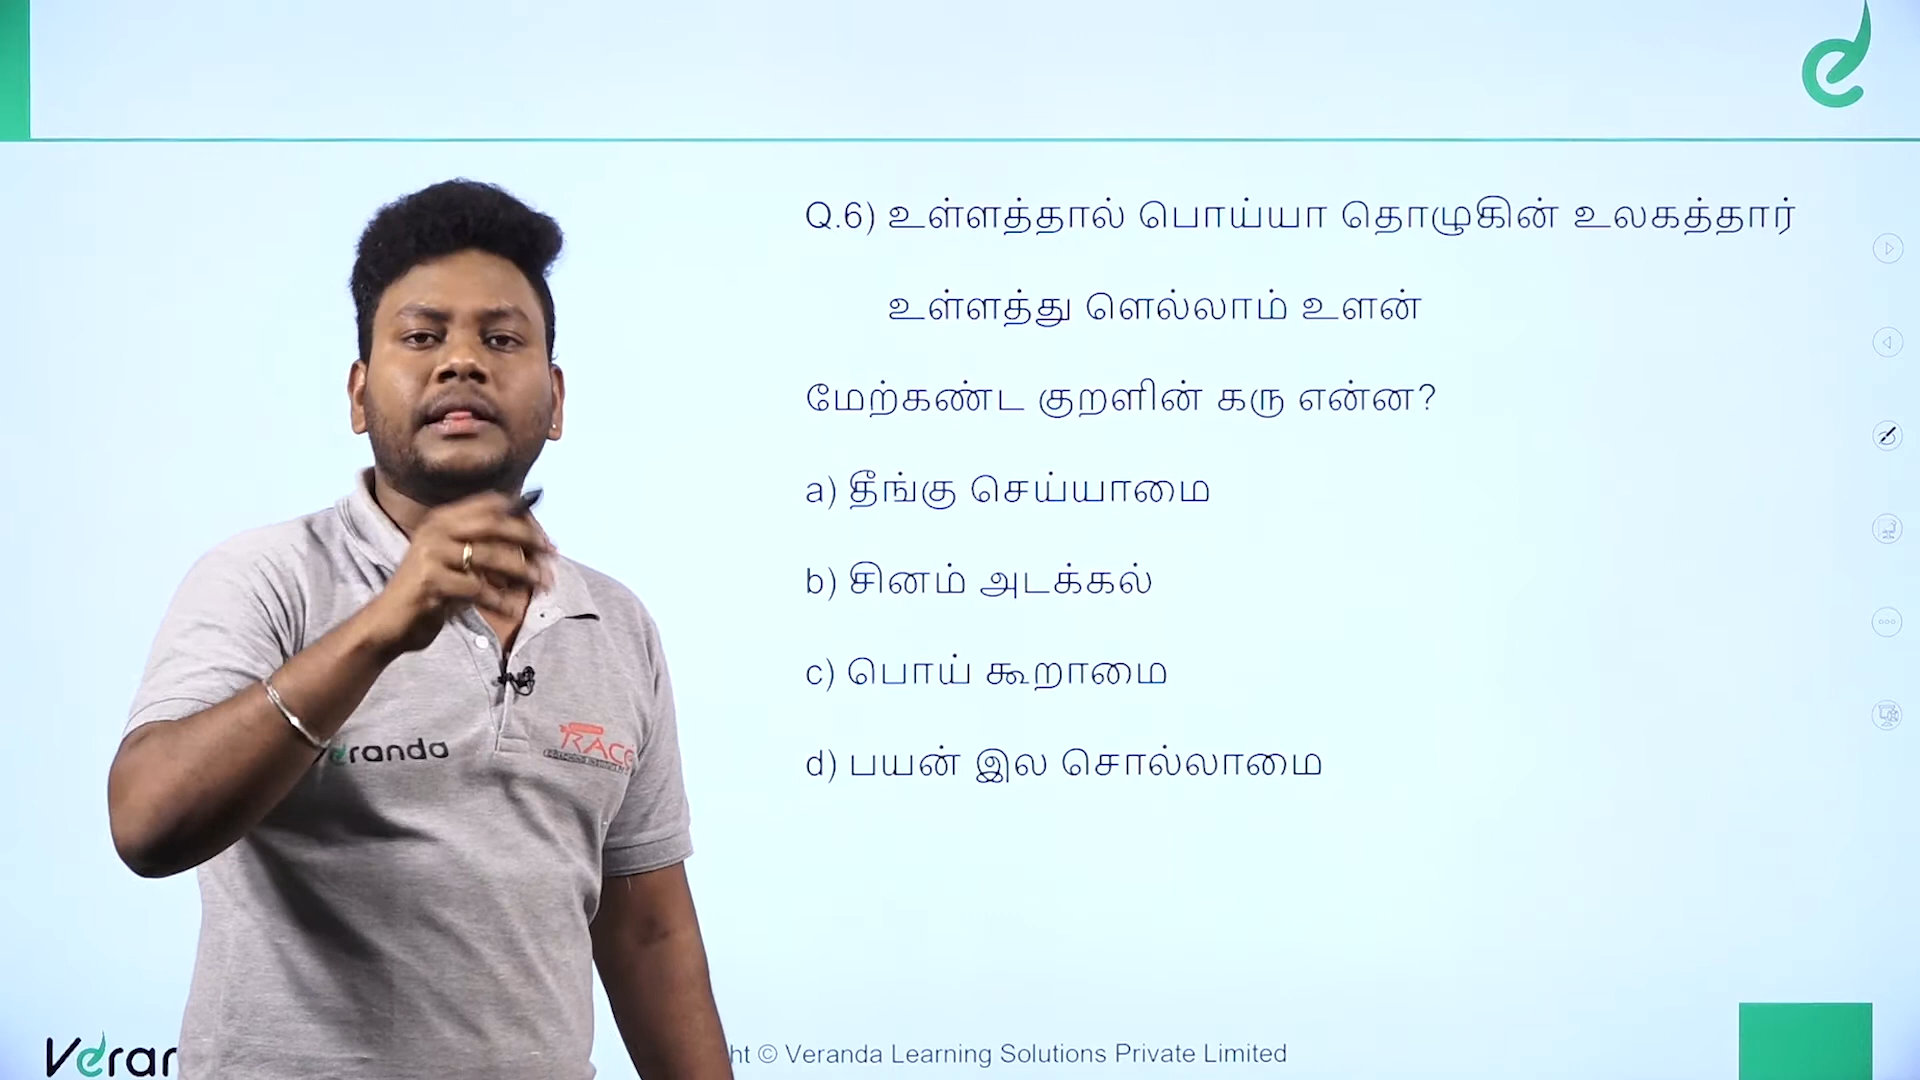 Q.6) உள்ளத்தால் பொய்யா தொழுகின் உலகத்தார்
உள்ளத்து ளெல்லாம் உளன்
மேற்கண்ட குறளின் கரு என்ன?
a) தீங்கு செய்யாமை
b) சினம் அடக்கல்
c) பொய் கூறாமை
d) பயன் இல சொல்லாமை
veranda
RACE
Veran
ht © Veranda Learning Solutions Private Limited